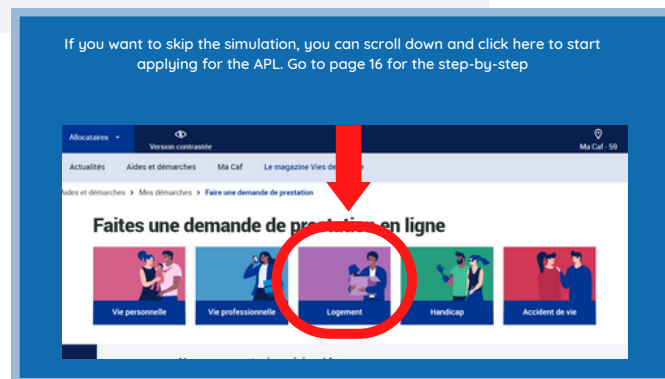 If you want to skip the simulation, you can scroll down and click here to start
applying for the APL. Go to page 16 for the step-by-step
Allocataires
Version contrastée
Ma Caf - 59
Actualités Aides et démarches Ma Caf Le magazine Vies de
Aides et démarches > Mes démarches > Faire une demande de prestation
Faites une demande de prestation en ligne
Vie personnelle Vie professionnelle Logement Handicap Accident de vie